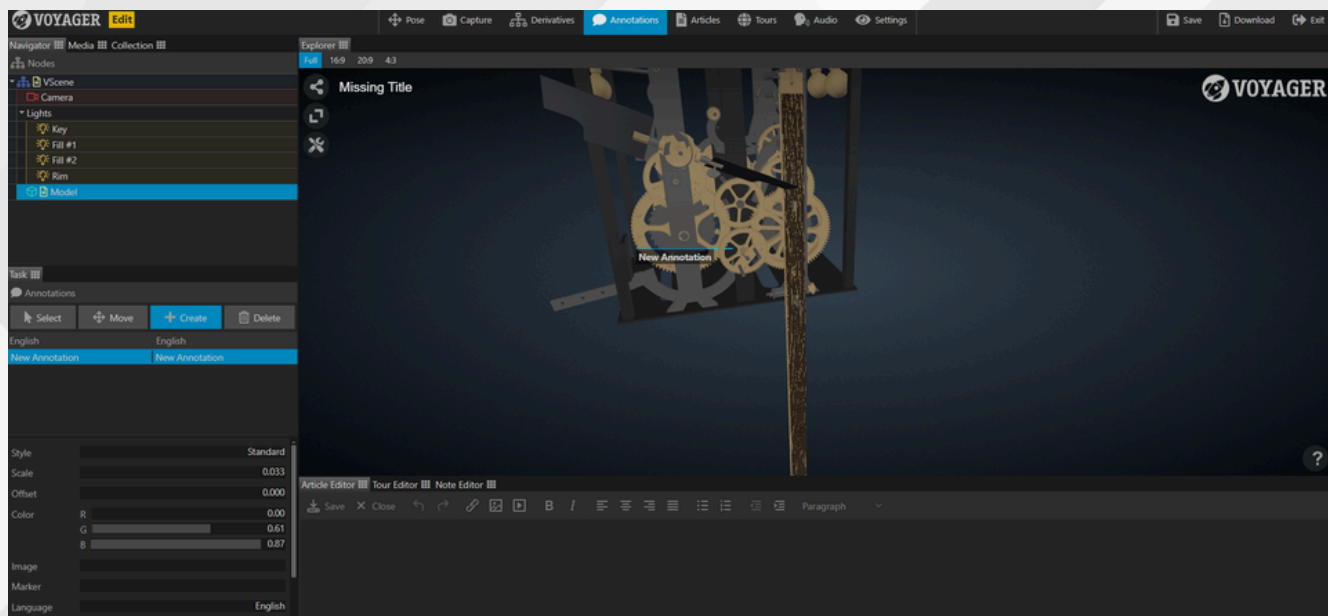 VOYAGER Edit Pose Capture Derivatives Annotations Articles Tours Audio Settings Save Download Exit
Navigator Media Collection
Nodes
VScene
Camera
Lights
Key
Fill #1
Fill #2
Rim
Model
Explorer
Full 16:9 20:9 4:3
Missing Title
VOYAGER
New Annotation
?
Task
Annotations
Select Move Create Delete
English English
New Annotation New Annotation
Style Standard
Scale 0.033
Offset 0.000
Color R 0.00
G 0.61
B 0.87
Image
Marker
Language English
Article Editor Tour Editor Note Editor
Save Close B I Paragraph